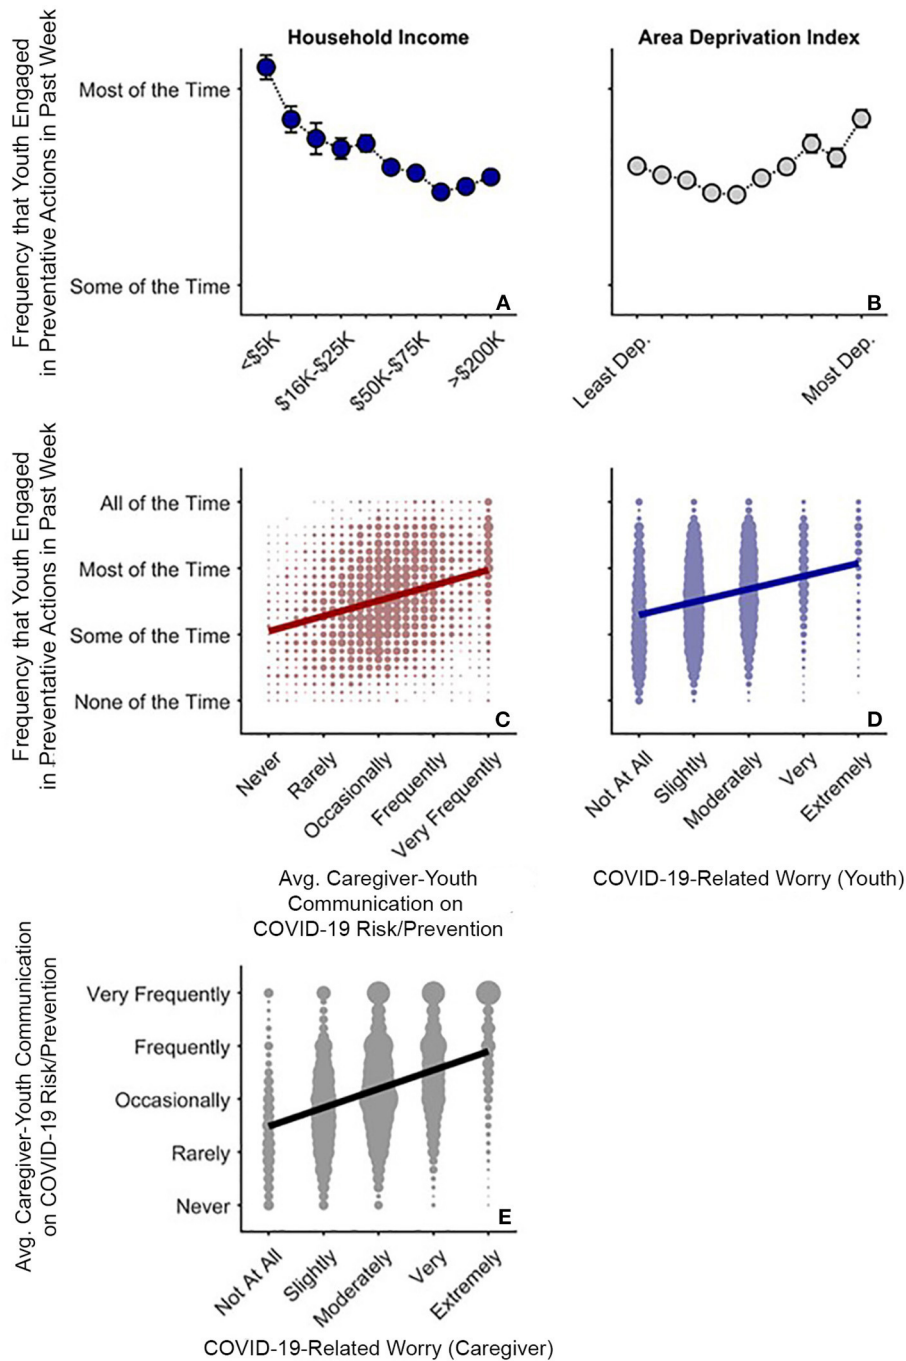 Household Income
Area Deprivation Index
Frequency that Youth Engaged
in Preventative Actions in Past Week
Most of the Time
Some of the Time
A
B
<$5K
$16K-$25K
$50K-$75K
>$200K
Least Dep.
Most Dep.
Frequency that Youth Engaged
in Preventative Actions in Past Week
All of the Time
Most of the Time
Some of the Time
None of the Time
C
D
Never
Rarely
Occasionally
Frequently
Very Frequently
Not At All
Slightly
Moderately
Very
Extremely
Avg. Caregiver-Youth
Communication on
COVID-19 Risk/Prevention
COVID-19-Related Worry (Youth)
Avg. Caregiver-Youth Communication
on COVID-19 Risk/Prevention
Very Frequently
Frequently
Occasionally
Rarely
Never
E
Not At All
Slightly
Moderately
Very
Extremely
COVID-19-Related Worry (Caregiver)